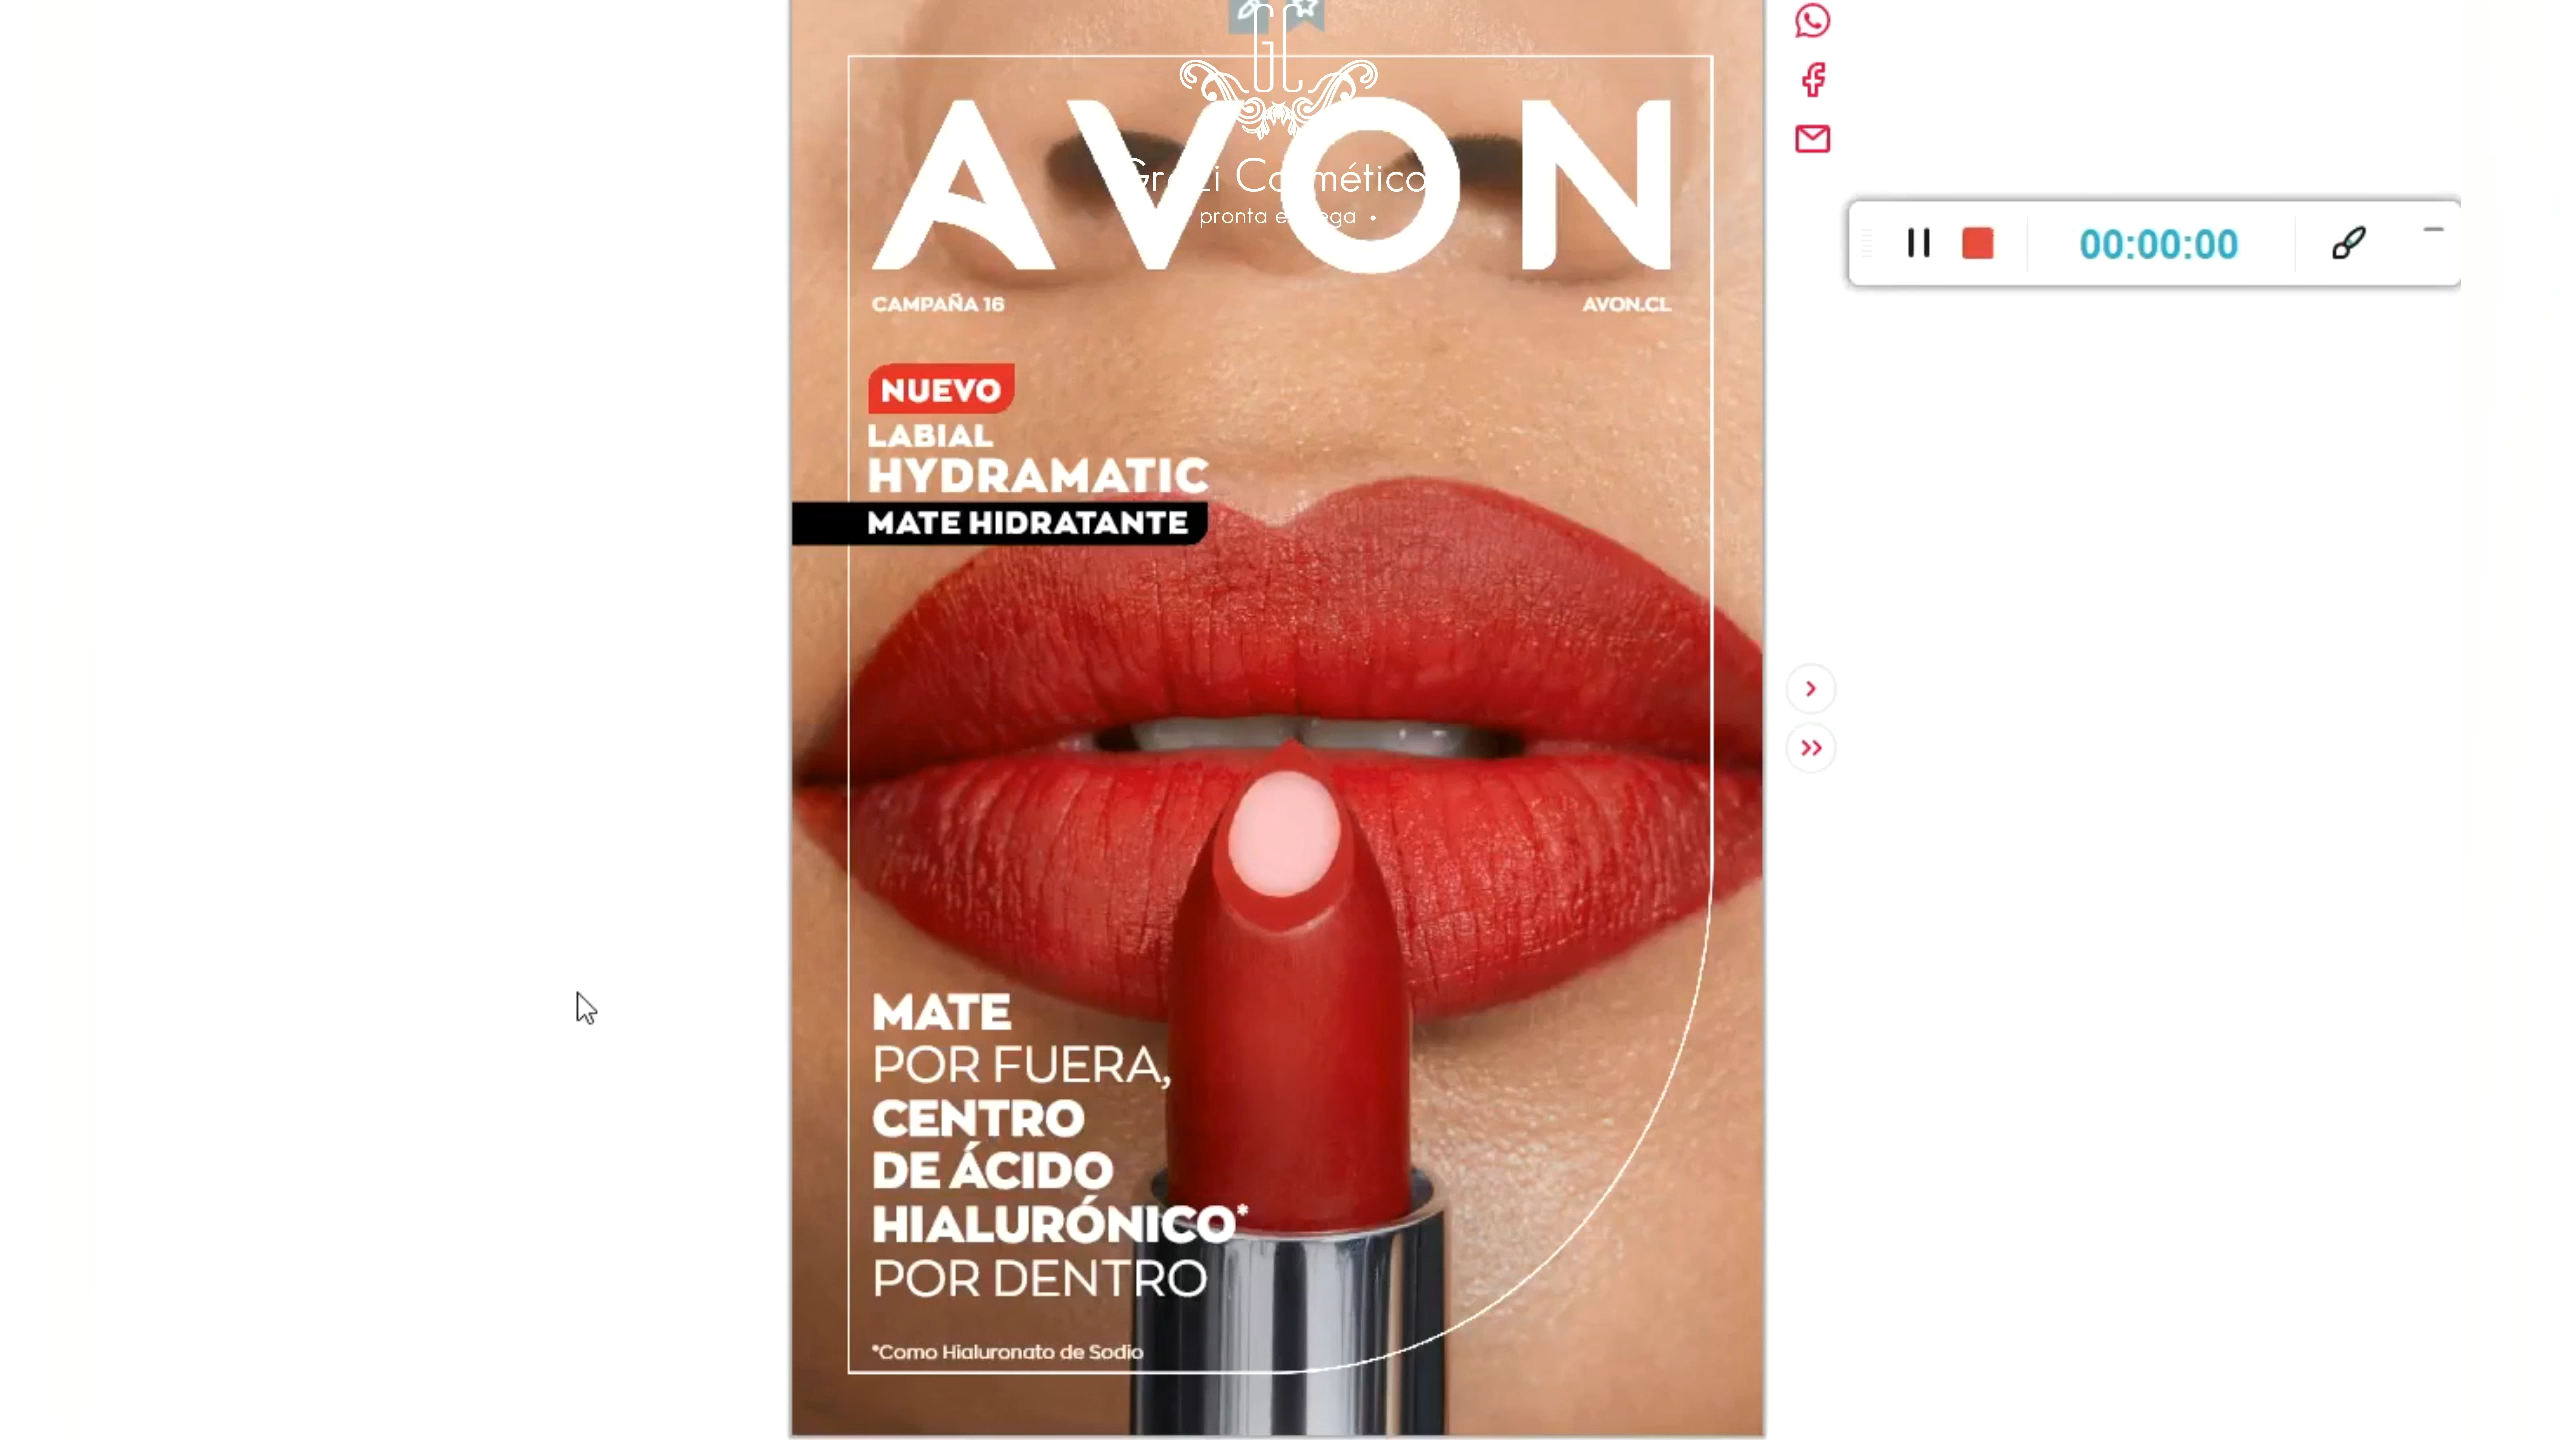 AVON
pronta
CAMPAÑA 16
AVON.CL
NUEVO
LABIAL
HYDRAMATIC
MATE HIDRATANTE
MATE
POR FUERA,
CENTRO
DE ÁCIDO
HIALURÓNICO*
POR DENTRO
*Como Hialuronato de Sodio
00:00:00